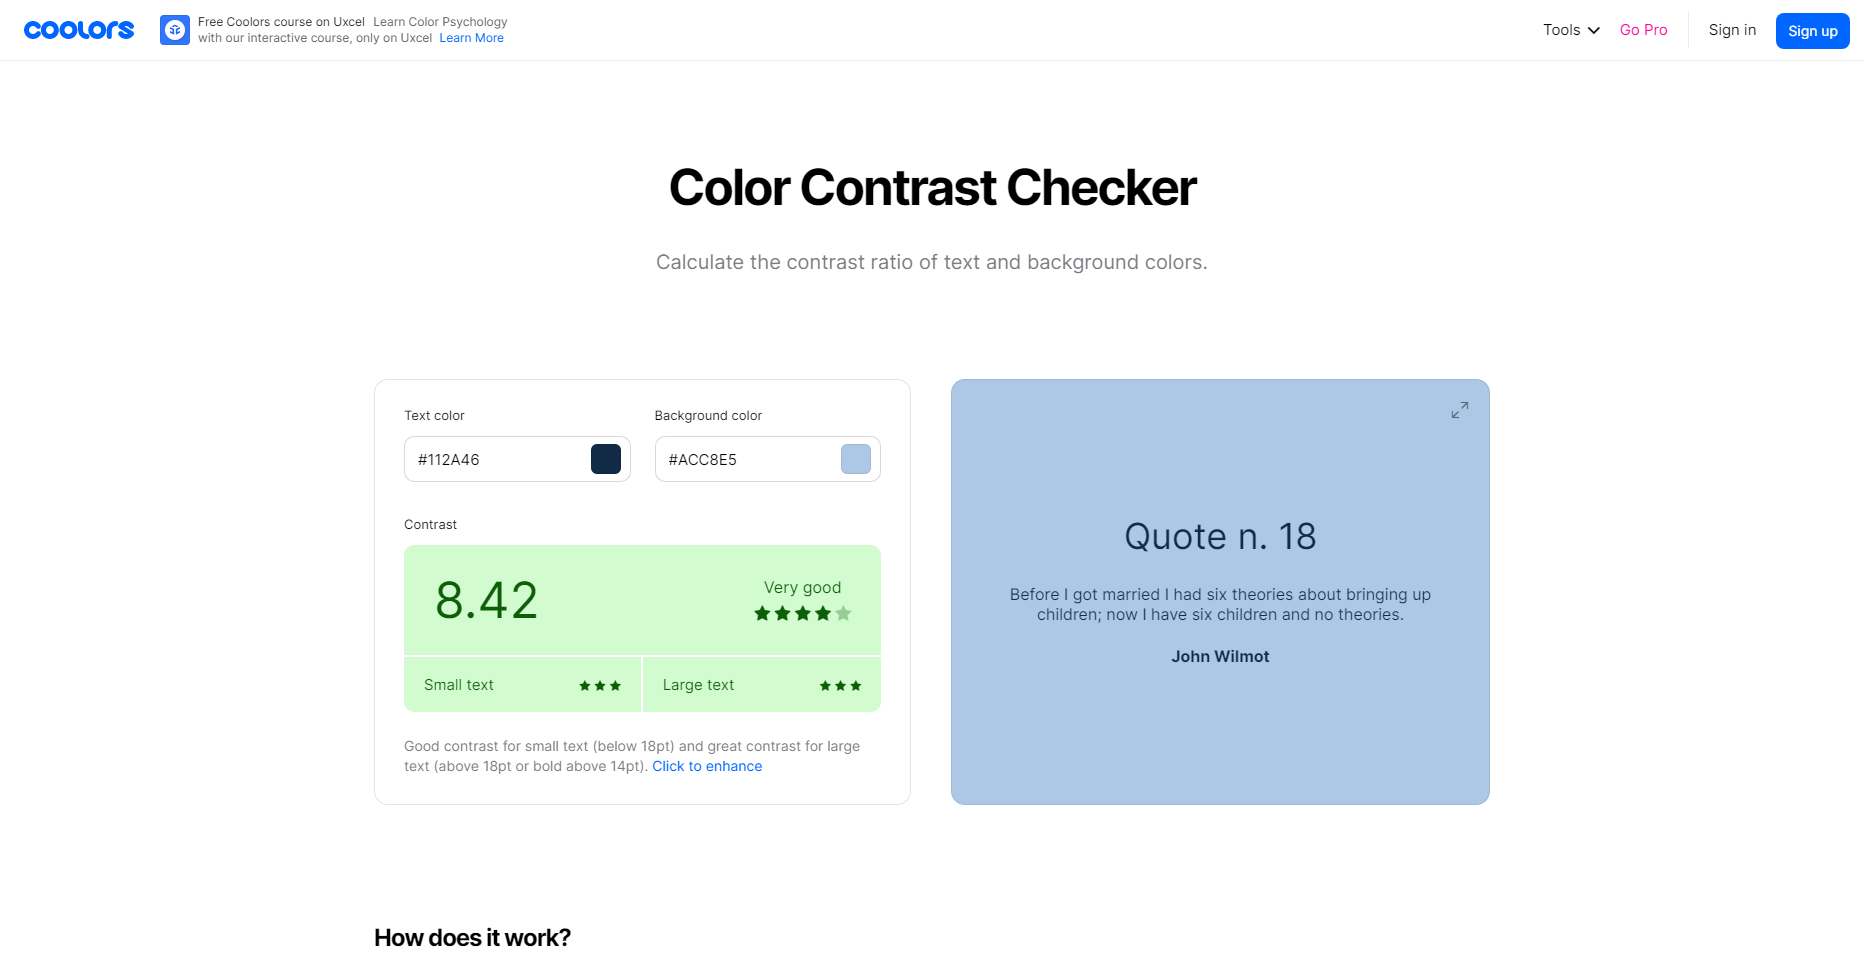 coolors
Free Coolors course on Uxcel Learn Color Psychology
with our interactive course, only on Uxcel Learn More
Tools
Go Pro
Sign in
Sign up
Color Contrast Checker
Calculate the contrast ratio of text and background colors.
Text color
Background color
#112A46
#ACC8E5
Contrast
8.42
Very good
Small text
Large text
Good contrast for small text (below 18pt) and great contrast for large
text (above 18pt or bold above 14pt). Click to enhance
Quote n. 18
Before I got married I had six theories about bringing up
children; now I have six children and no theories.
John Wilmot
How does it work?